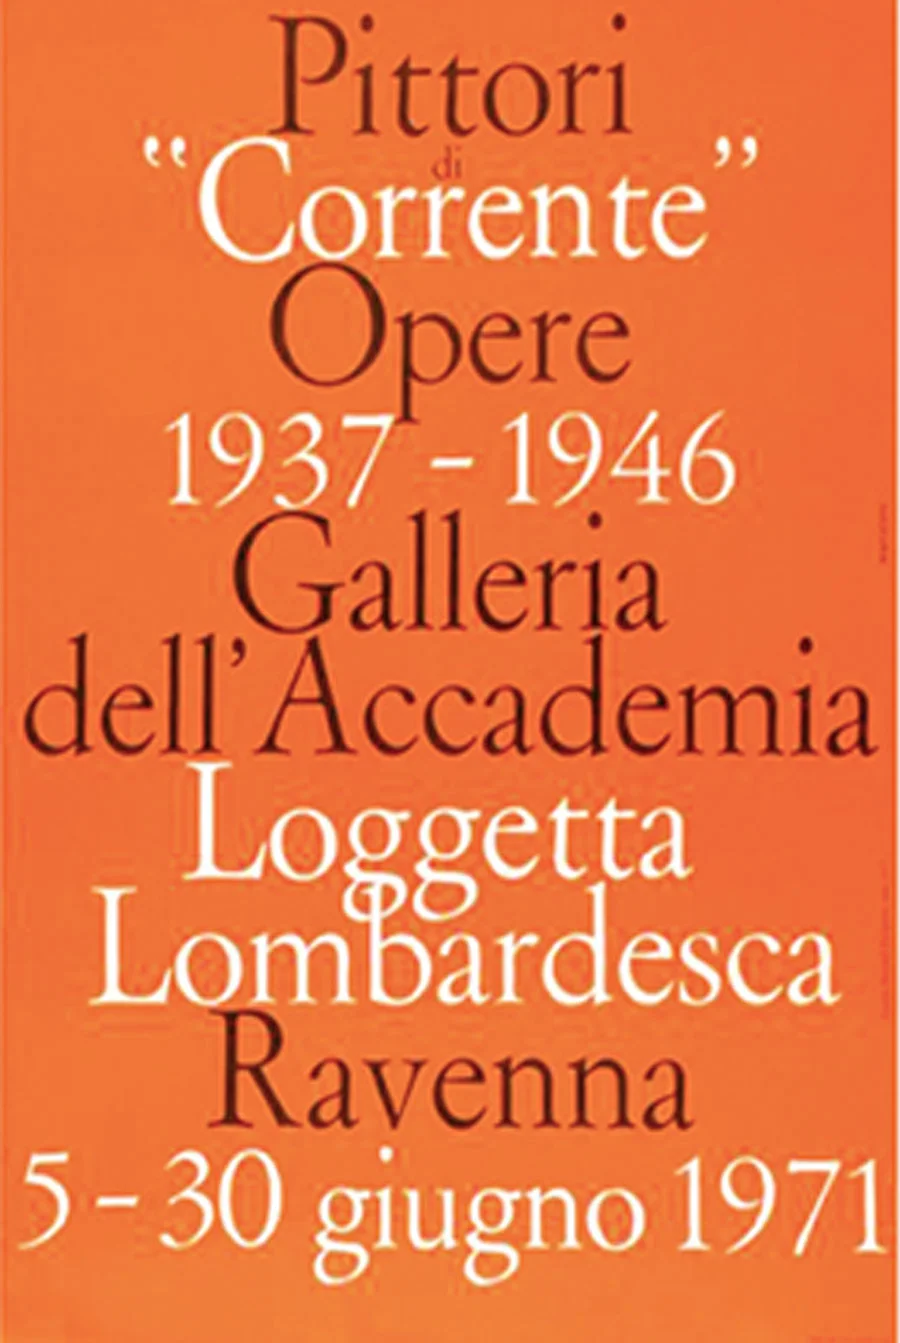 Pittori
di
“Corrente”
Opere
1937 - 1946
Galleria
dell’Accademia
Loggetta
Lombardesca
Ravenna
5 - 30 giugno 1971